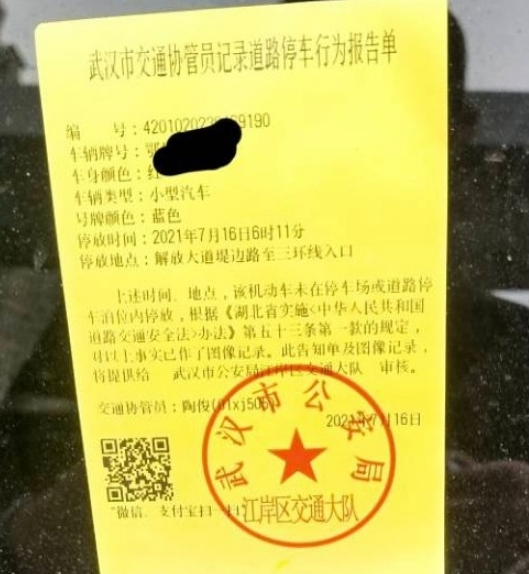 武汉市交通协管员记录道路停车行为报告单
编 号:4201020220 9190
车辆牌号:鄂
车身颜色:红
车辆类型:小型汽车
号牌颜色:蓝色
停放时间:2021年7月16日6时11分
停放地点:解放大道堤边路至三环线入口
上述时间、地点,该机动车未在停车场或道路停
车泊位内停放,根据《湖北省实施<中华人民共和国
道路交通安全法>办法》第五十三条第一款的规定,
对以上事实已作了图像记录。此告知单及图像记录,
将提供给 武汉市公安局江岸区交通大队 审核。
交通协管员:陶俊(01xj505
2021年7月16日
武汉市公安局
江岸区交通大队
"微信、支付宝扫一扫"